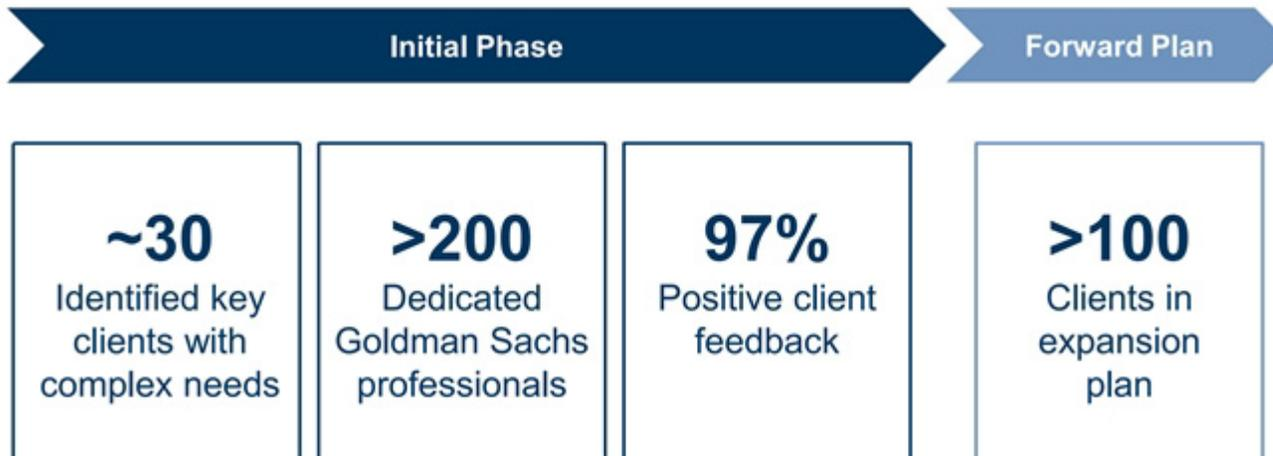 Initial Phase
Forward Plan
~30
Identified key
clients with
complex needs
>200
Dedicated
Goldman Sachs
professionals
97%
Positive client
feedback
>100
Clients in
expansion
plan